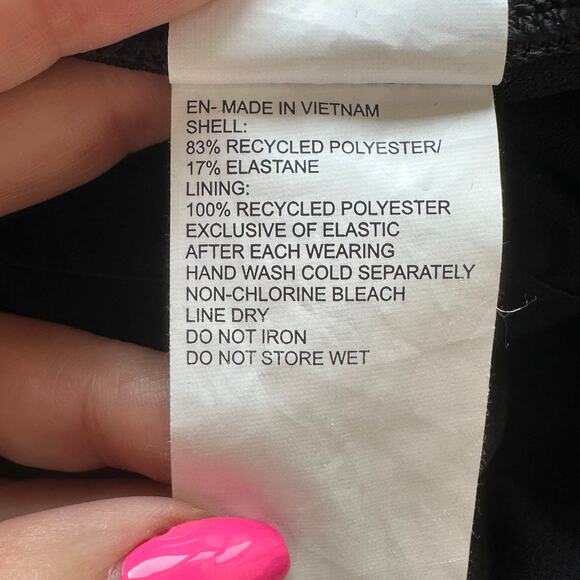 EN- MADE IN VIETNAM
SHELL:
83% RECYCLED POLYESTER/
17% ELASTANE
LINING:
100% RECYCLED POLYESTER
EXCLUSIVE OF ELASTIC
AFTER EACH WEARING
HAND WASH COLD SEPARATELY
NON-CHLORINE BLEACH
LINE DRY
DO NOT IRON
DO NOT STORE WET